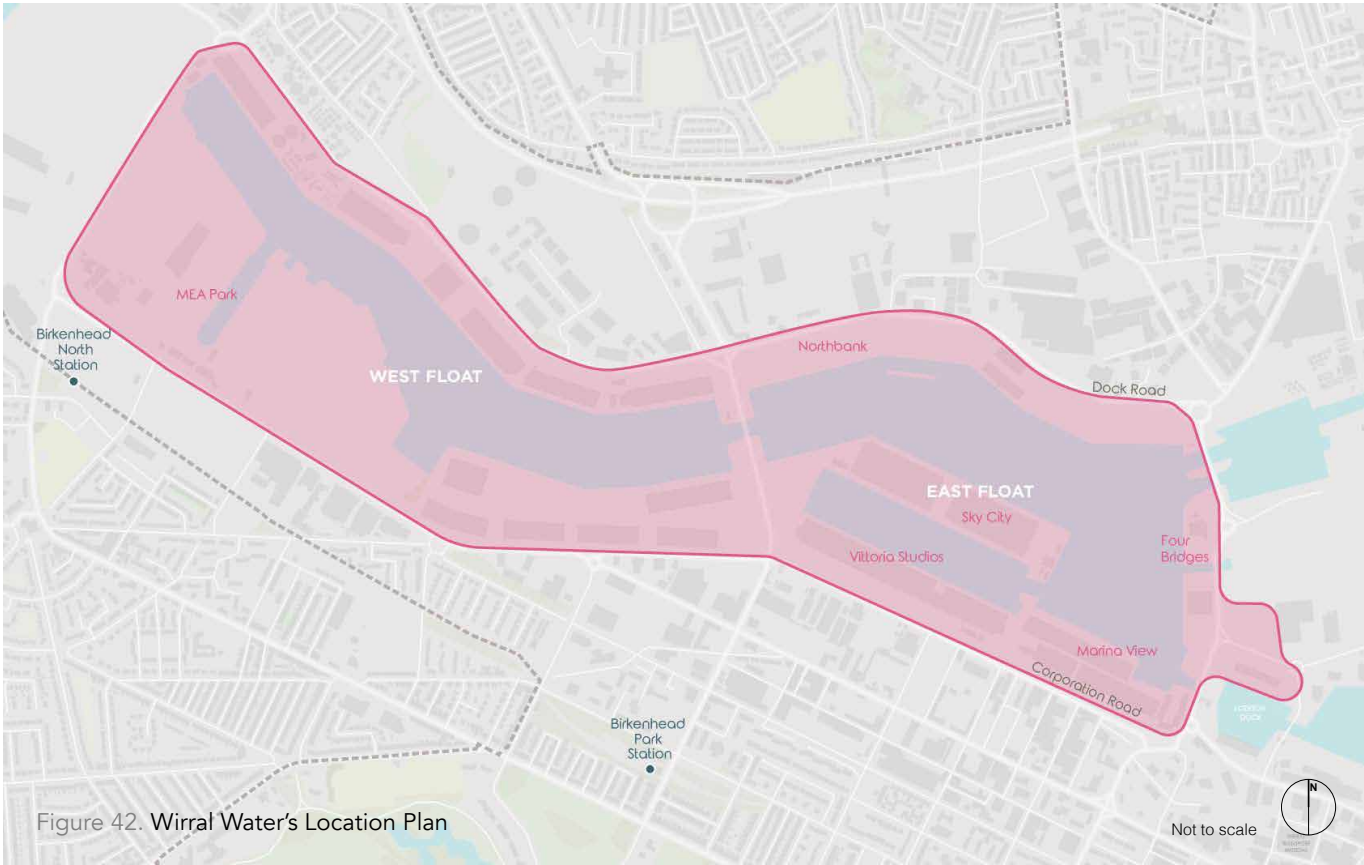 MEA Park
Birkenhead
North
Station
WEST FLOAT
Northbank
Dock Road
EAST FLOAT
Sky City
Vittoria Studios
Four
Bridges
Marina View
Corporation Road
Birkenhead
Park
Station
Figure 42. Wirral Water's Location Plan
Not to scale
N